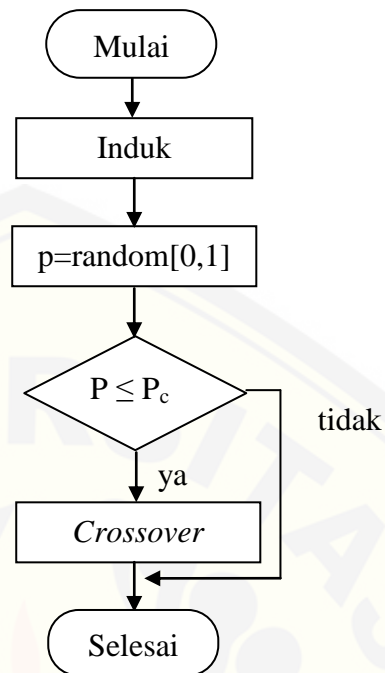 Mulai
Induk
p=random[0,1]
P ≤ Pc
tidak
ya
Crossover
Selesai